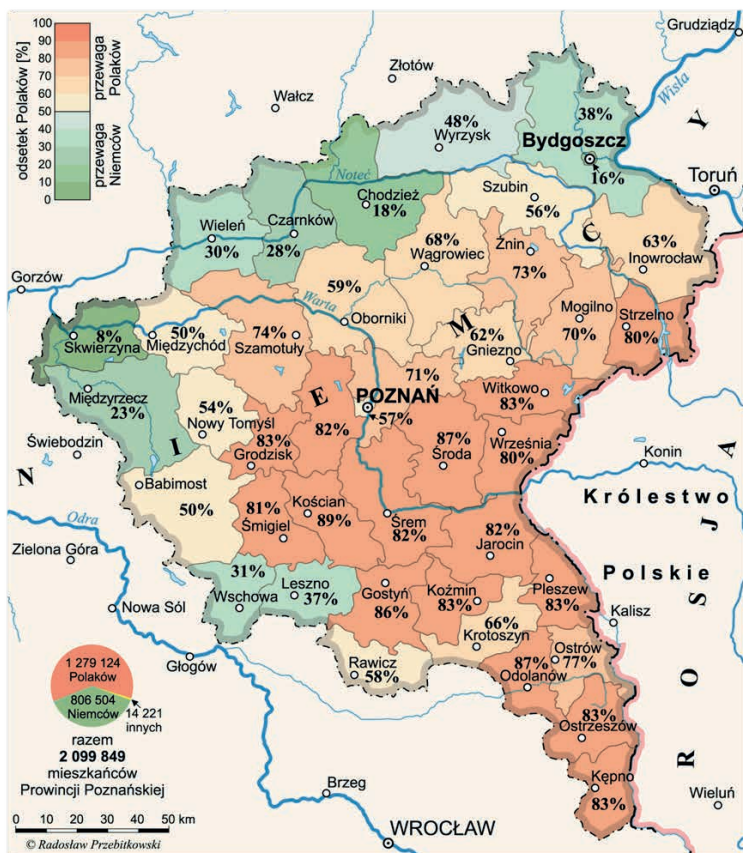 100
90
80
70
60
50
40
30
20
10
0
odsetek Polaków [%]
przewaga
Polaków
przewaga
Niemców
Grudziądz
Złotów
Wałcz
Wisła
48%
Wyrzysk
38%
Bydgoszcz
16%
Toruń
Noteć
Chodzież
18%
Szubin
56%
Wieleń
30%
Czarnków
28%
68%
Wągrowiec
Żnin
73%
63%
Inowrocław
Gorzów
59%
Oborniki
Warta
Mogilno
70%
Strzelno
80%
8%
Skwierzyna
50%
Międzychód
74%
Szamotuły
62%
Gniezno
Międzyrzecz
23%
71%
POZNAŃ
57%
Witkowo
83%
54%
Nowy Tomyśl
83%
Grodzisk
82%
87%
Środa
Września
80%
Świebodzin
Babimost
50%
Konin
N I E M C Y
Królestwo
Polskie
R O S J A
Odra
81%
Śmigiel
Kościan
89%
Śrem
82%
82%
Jarocin
Zielona Góra
31%
Wschowa
Leszno
37%
Gostyń
86%
Koźmin
83%
Pleszew
83%
Nowa Sól
Kalisz
66%
Krotoszyn
Głogów
Rawicz
58%
87%
Odolanów
Ostrów
77%
83%
Ostrzeszów
Kępno
83%
1 279 124
Polaków
806 504
Niemców
14 221
innych
razem
2 099 849
mieszkańców
Prowincji Poznańskiej
Brzeg
Wieluń
0 10 20 30 40 50 km
© Radosław Przebitkowski
WROCŁAW